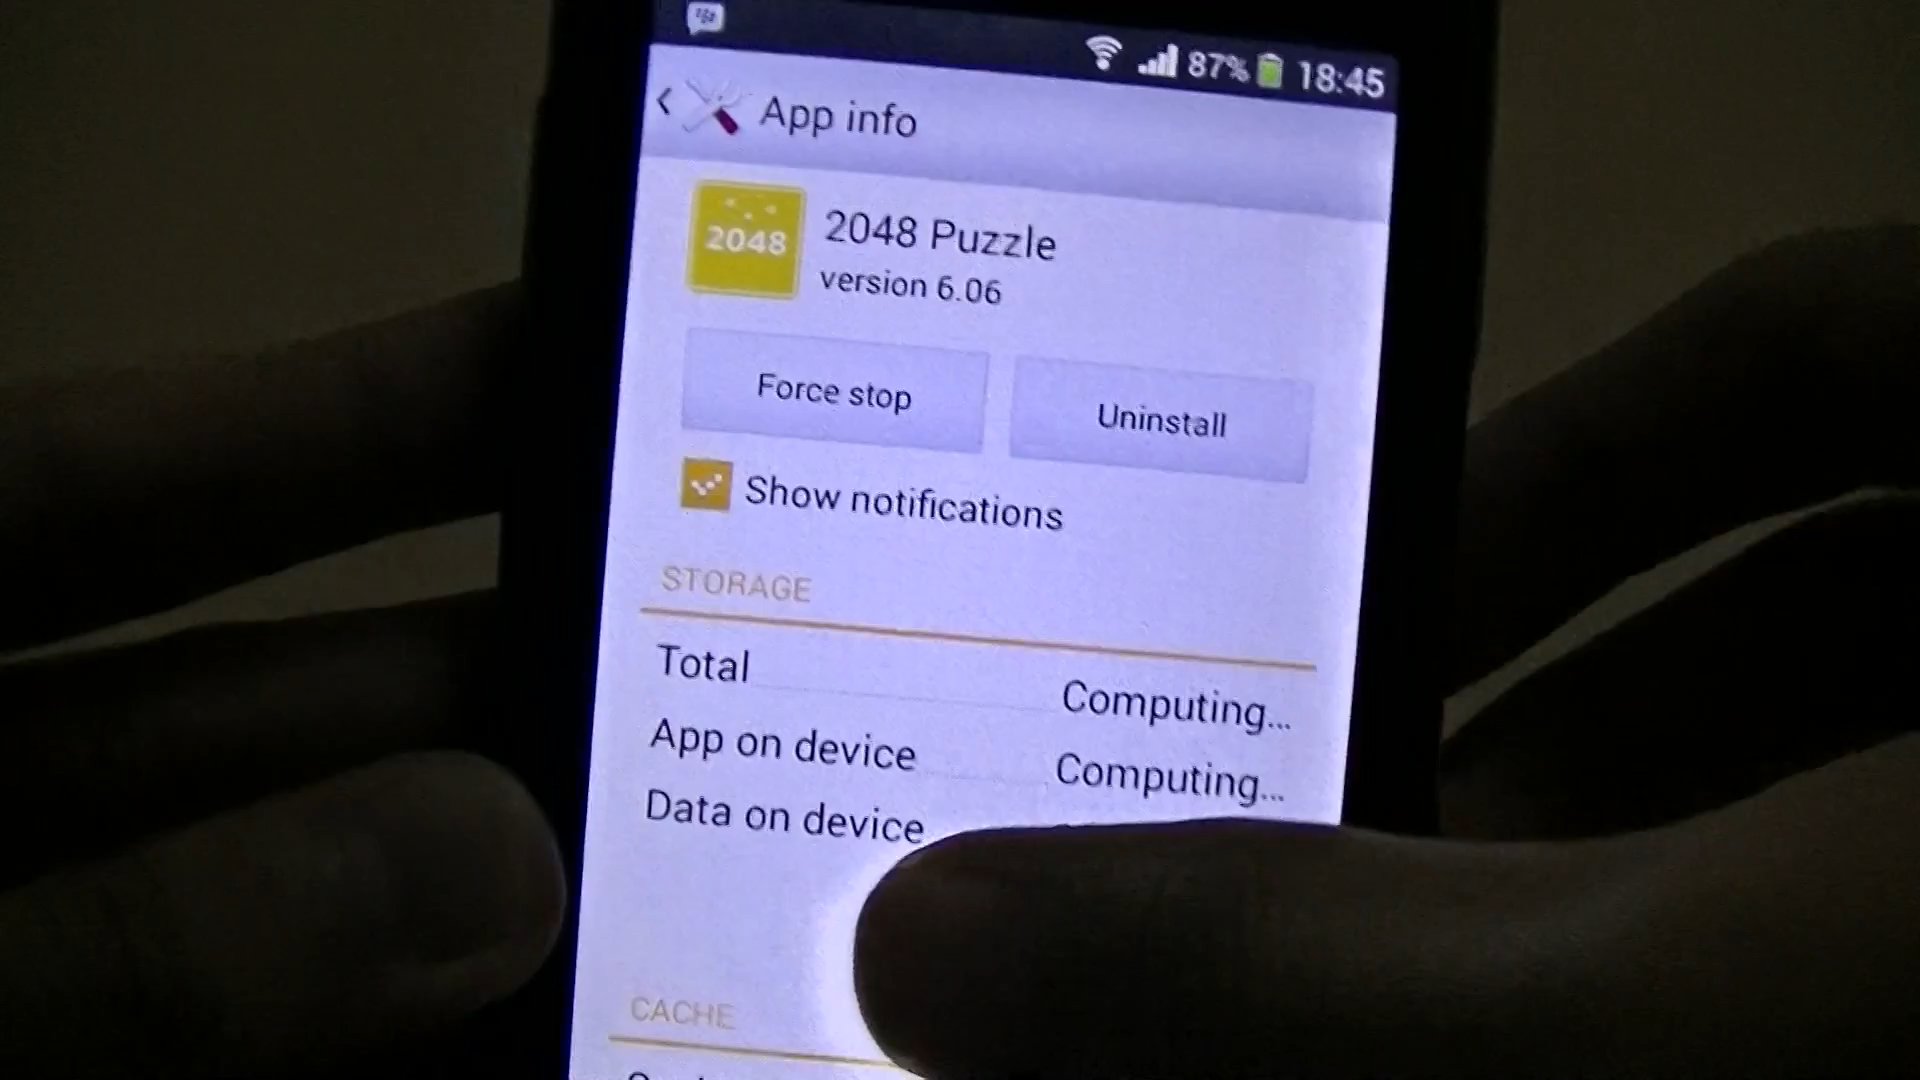 87% 18:45
App info
2048
2048 Puzzle
version 6.06
Force stop
Uninstall
Show notifications
STORAGE
Total
Computing...
App on device
Computing...
Data on device
CACHE